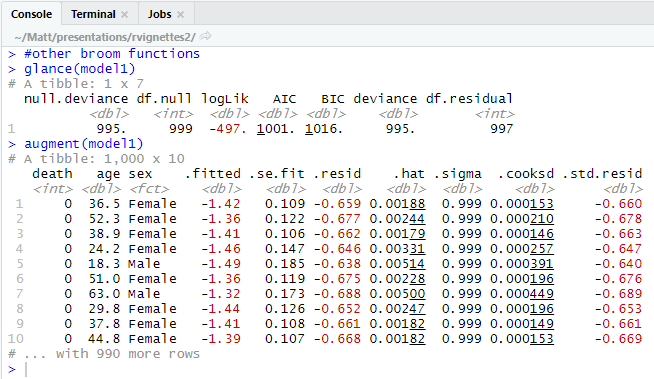 Console Terminal × Jobs ×
~/Matt/presentations/rvignettes2/
> #other broom functions
> glance(model1)
# A tibble: 1 x 7
  null.deviance df.null logLik   AIC   BIC deviance df.residual
          <dbl>   <int>  <dbl> <dbl> <dbl>    <dbl>       <int>
1          995.     999  -497. 1001. 1016.     995.         997
> augment(model1)
# A tibble: 1,000 x 10
   death   age sex    .fitted .se.fit .resid    .hat .sigma  .cooksd .std.resid
   <int> <dbl> <fct>    <dbl>   <dbl>  <dbl>   <dbl>  <dbl>    <dbl>      <dbl>
1      0  36.5 Female   -1.42   0.109 -0.659 0.00188  0.999 0.000153     -0.660
2      0  52.3 Female   -1.36   0.122 -0.677 0.00244  0.999 0.000210     -0.678
3      0  38.9 Female   -1.41   0.106 -0.662 0.00179  0.999 0.000146     -0.663
4      0  24.2 Female   -1.46   0.147 -0.646 0.00331  0.999 0.000257     -0.647
5      0  18.3 Male     -1.49   0.185 -0.638 0.00514  0.999 0.000391     -0.640
6      0  51.0 Female   -1.36   0.119 -0.675 0.00228  0.999 0.000196     -0.676
7      0  63.0 Male     -1.32   0.173 -0.688 0.00500  0.999 0.000449     -0.689
8      0  29.8 Female   -1.44   0.126 -0.652 0.00247  0.999 0.000196     -0.653
9      0  37.8 Female   -1.41   0.108 -0.661 0.00182  0.999 0.000149     -0.661
10     0  44.8 Female   -1.39   0.107 -0.668 0.00182  0.999 0.000153     -0.669
# ... with 990 more rows
>